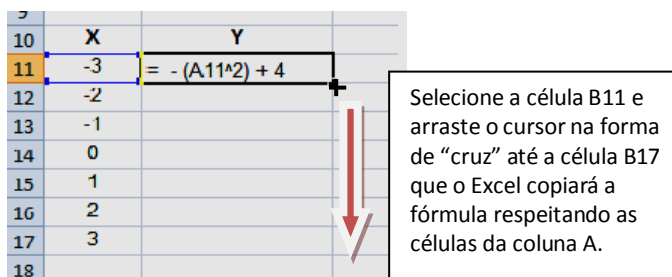 9
10 X Y
11 -3 = - (A11^2) + 4
12 -2
13 -1
14 0
15 1
16 2
17 3
18
Selecione a célula B11 e
arraste o cursor na forma
de “cruz” até a célula B17
que o Excel copiará a
fórmula respeitando as
células da coluna A.